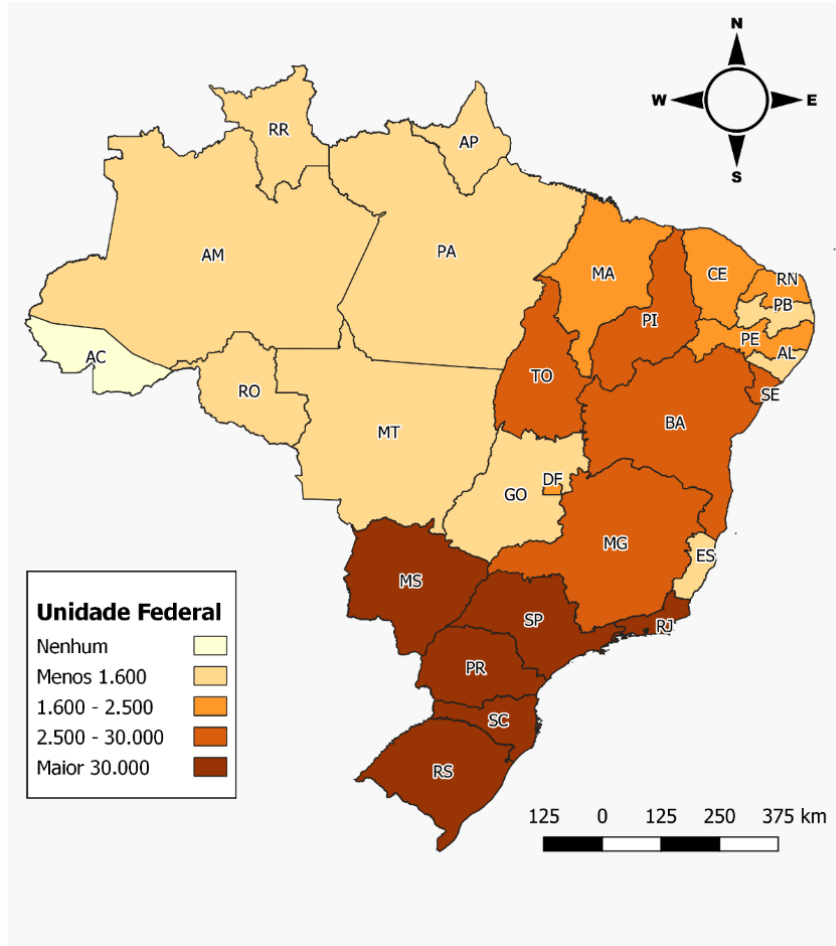 N
W E
S
RR
AP
AM
PA
MA
CE
RN
PB
PI
PE
AL
AC
TO
SE
RO
BA
MT
DF
GO
MG
ES
MS
SP
RJ
PR
SC
RS
Unidade Federal
Nenhum
Menos 1.600
1.600 - 2.500
2.500 - 30.000
Maior 30.000
125 0 125 250 375 km